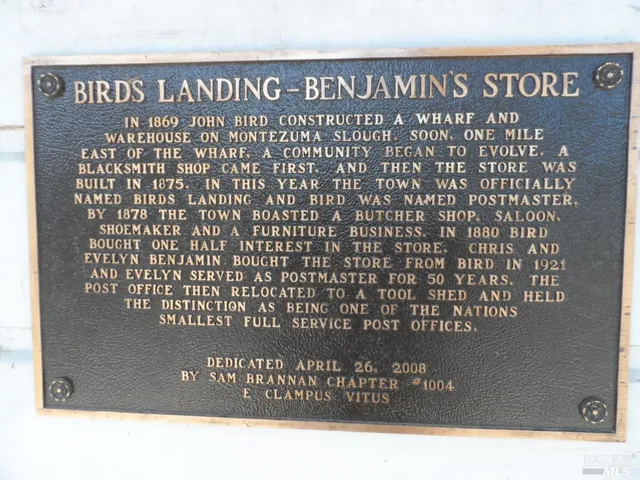 BIRDS LANDING - BENJAMIN'S STORE
IN 1869 JOHN BIRD CONSTRUCTED A WHARF AND
WAREHOUSE ON MONTEZUMA SLOUGH. SOON, ONE MILE
EAST OF THE WHARF, A COMMUNITY BEGAN TO EVOLVE. A
BLACKSMITH SHOP CAME FIRST, AND THEN THE STORE WAS
BUILT IN 1875. IN THIS YEAR THE TOWN WAS OFFICIALLY
NAMED BIRDS LANDING AND BIRD WAS NAMED POSTMASTER.
BY 1878 THE TOWN BOASTED A BUTCHER SHOP, SALOON,
SHOEMAKER AND A FURNITURE BUSINESS. IN 1880 BIRD
BOUGHT ONE HALF INTEREST IN THE STORE. CHRIS AND
EVELYN BENJAMIN BOUGHT THE STORE FROM BIRD IN 1921
AND EVELYN SERVED AS POSTMASTER FOR 50 YEARS. THE
POST OFFICE THEN RELOCATED TO A TOOL SHED AND HELD
THE DISTINCTION AS BEING ONE OF THE NATIONS
SMALLEST FULL SERVICE POST OFFICES.
DEDICATED APRIL 26, 2008
BY SAM BRANNAN CHAPTER #1004
E CLAMPUS VITUS
BAREIS
MLS